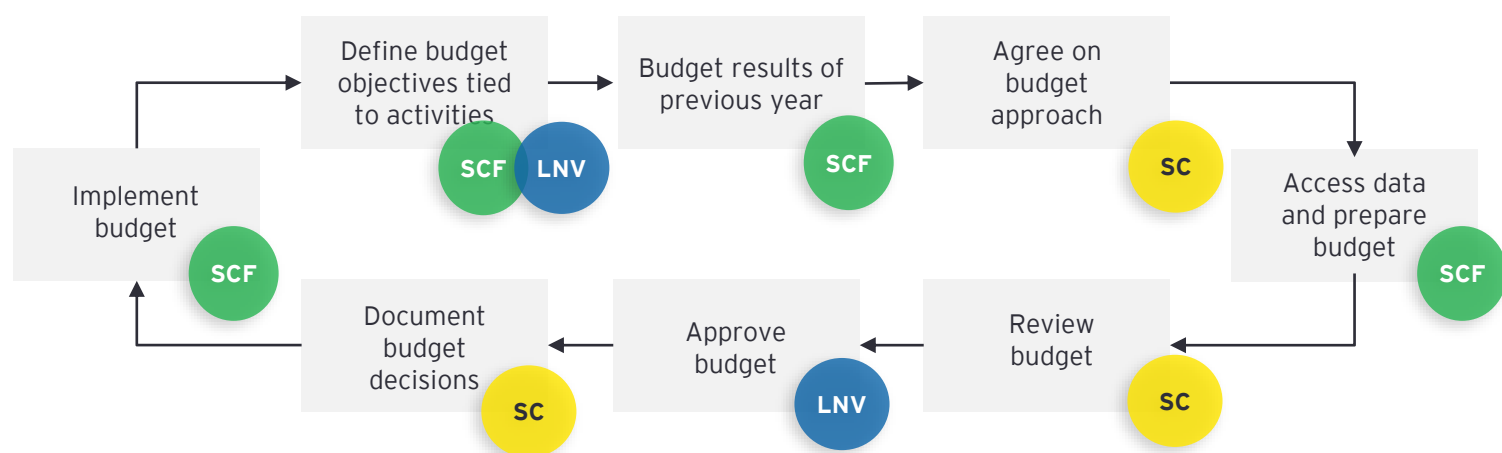 Define budget
objectives tied
to activities
SCF
LNV
Budget results of
previous year
SCF
Agree on
budget
approach
SC
Access data
and prepare
budget
SCF
Review
budget
SC
Approve
budget
LNV
Document
budget
decisions
SC
Implement
budget
SCF